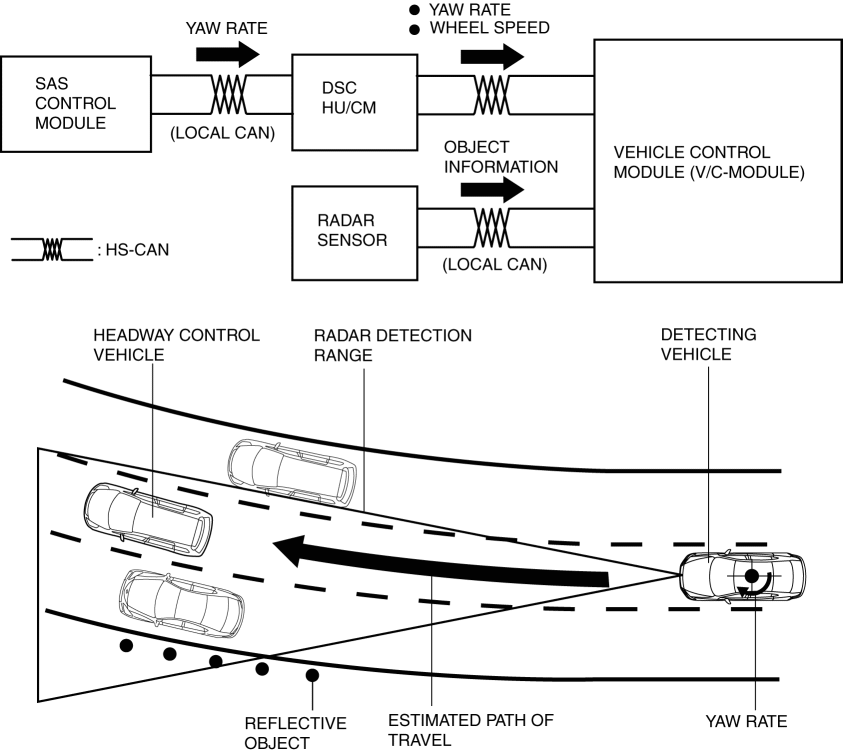 YAW RATE
● YAW RATE
● WHEEL SPEED
SAS
CONTROL
MODULE
DSC
HU/CM
(LOCAL CAN)
VEHICLE CONTROL
MODULE (V/C-MODULE)
OBJECT
INFORMATION
RADAR
SENSOR
(LOCAL CAN)
: HS-CAN
HEADWAY CONTROL
VEHICLE
RADAR DETECTION
RANGE
DETECTING
VEHICLE
REFLECTIVE
OBJECT
ESTIMATED PATH OF
TRAVEL
YAW RATE